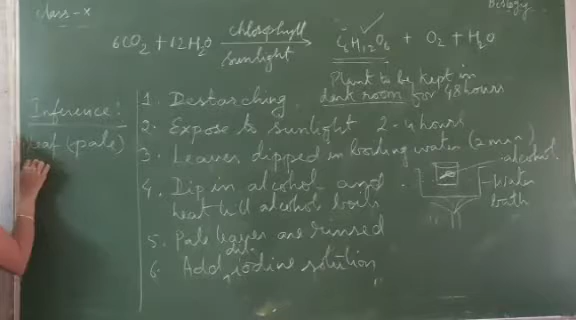 class-x
Biology
6CO2 + 12H2O chlorophyll sunlight → C6H12O6 + O2 + H2O
Plant to be kept in
1. Destarching, dark room for 48 hours
Inference:
2. Expose to sunlight 2-4 hours
(pale)
3. Leaves dipped in boiling water (2 min)
alcohol
4. Dip in alcohol and
heat till alcohol boils
Water
bath
5. Pale leaves are rinsed
6. Add dil. iodine solution